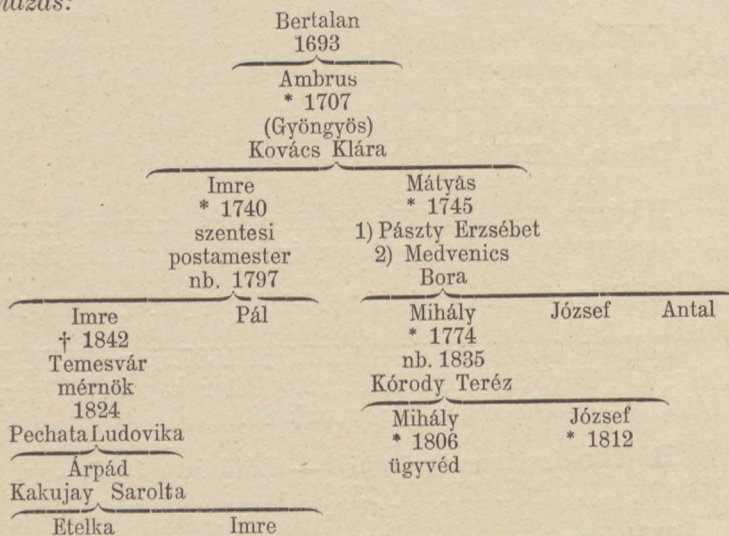 Bertalan
1693
Ambrus
* 1707
(Gyöngyös)
Kovács Klára
Imre
* 1740
szentesi
postamester
nb. 1797
Mátyás
* 1745
1) Pászty Erzsébet
2) Medvenics
Bora
Imre
† 1842
Temesvár
mérnök
1824
Pechata Ludovika
Pál
Mihály
* 1774
nb. 1835
Kórody Teréz
József
Antal
Mihály
* 1806
ügyvéd
József
* 1812
Árpád
Kakujay Sarolta
Etelka
Imre